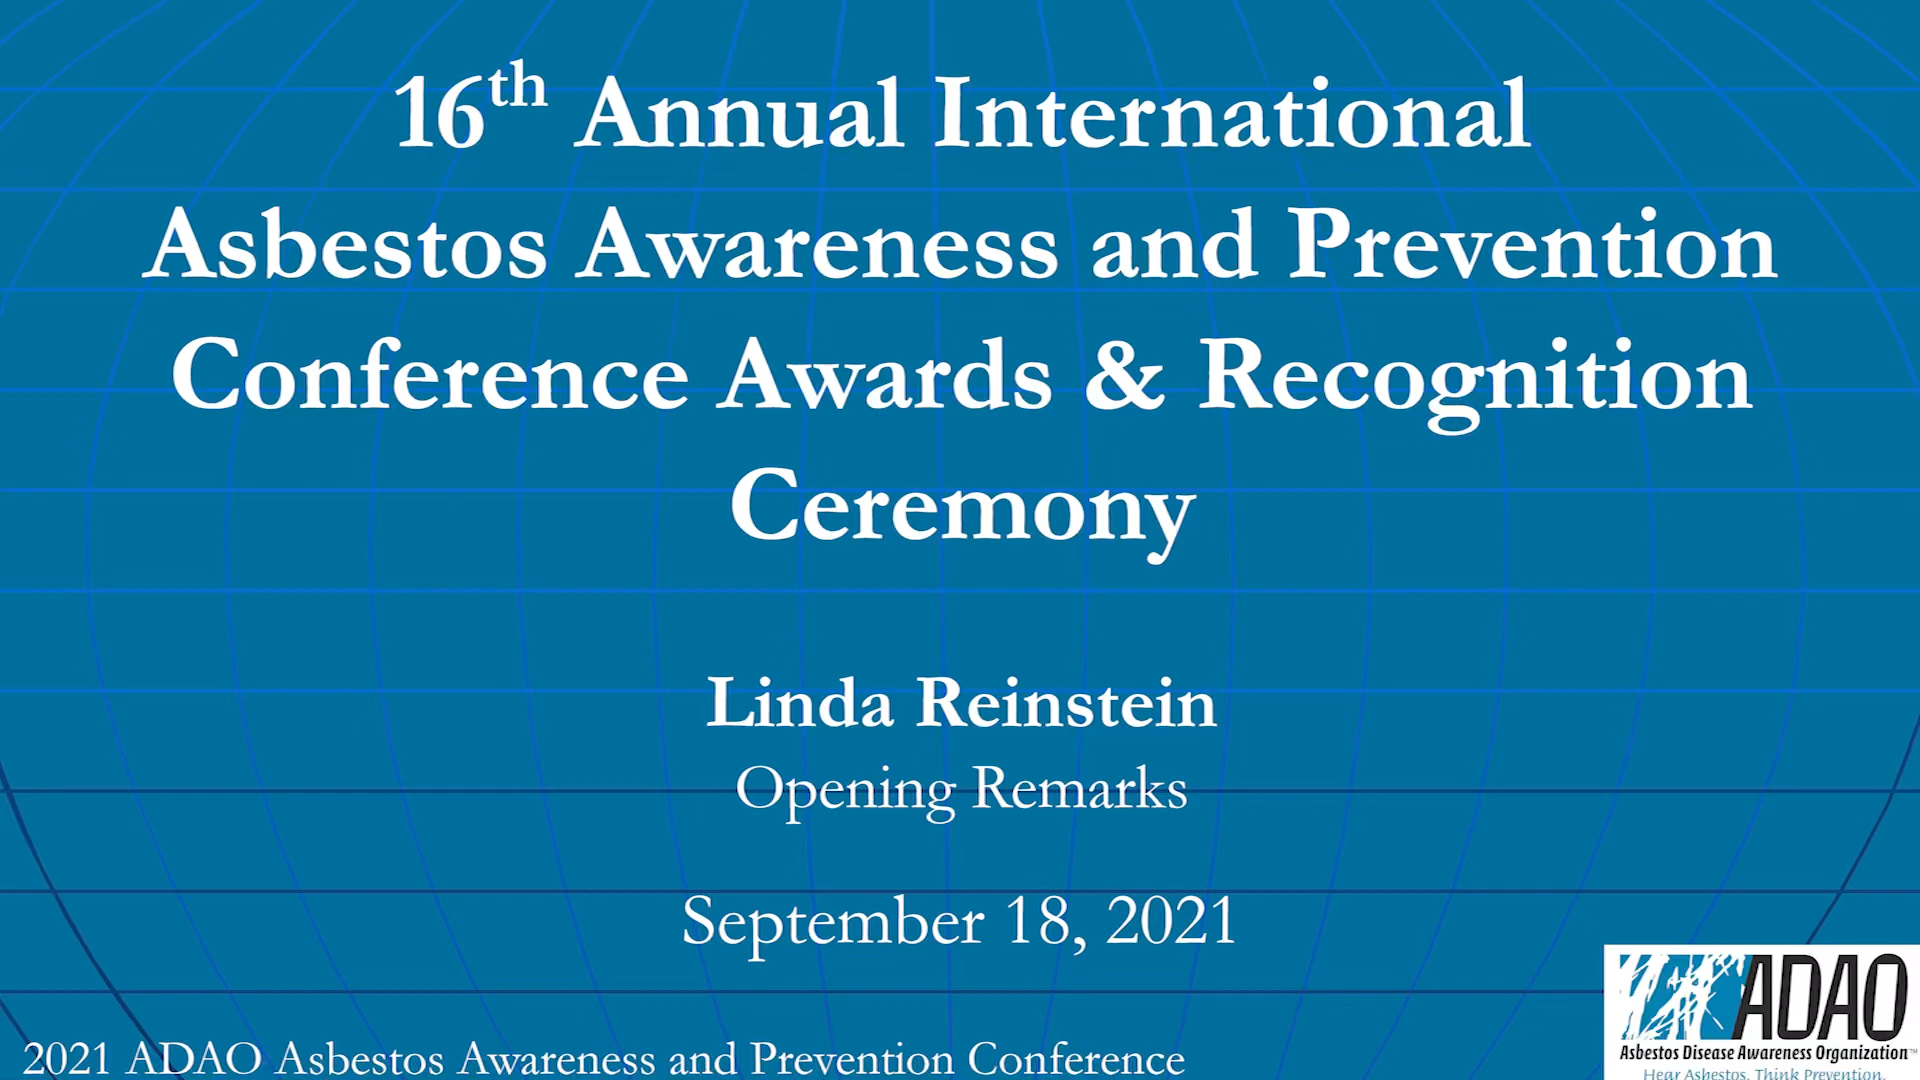 16th Annual International
Asbestos Awareness and Prevention
Conference Awards & Recognition
Ceremony
Linda Reinstein
Opening Remarks
September 18, 2021
2021 ADAO Asbestos Awareness and Prevention Conference
ADAO
Asbestos Disease Awareness Organization™
Hear Asbestos. Think Prevention.